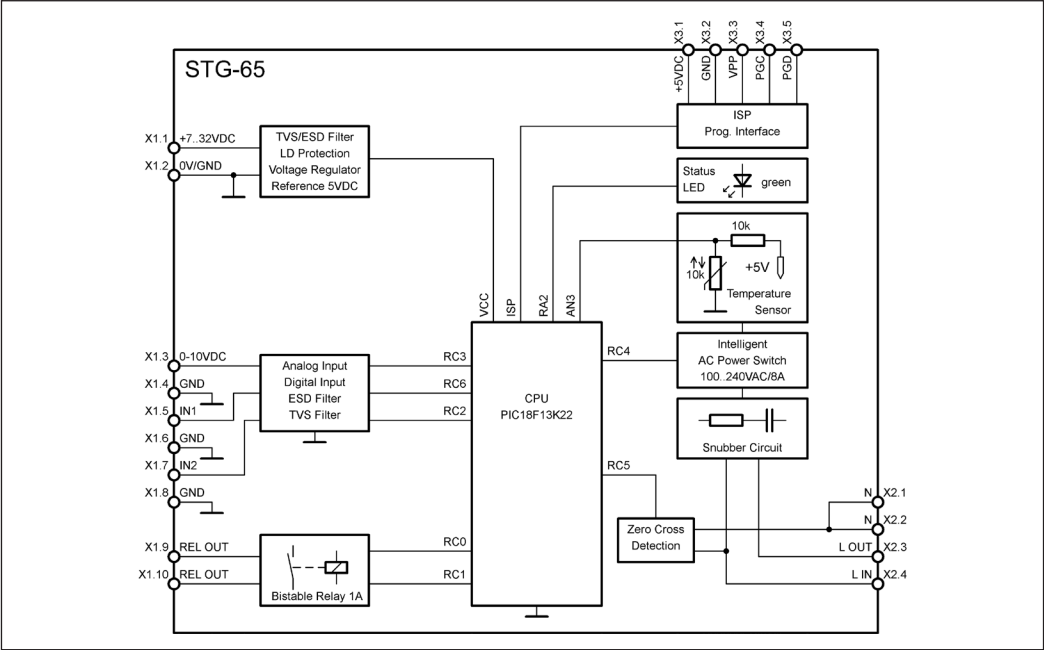 STG-65
X3.1
X3.2
X3.3
X3.4
X3.5
+5VDC
GND
VPP
PGC
PGD
ISP
Prog. Interface
X1.1
+7..32VDC
X1.2
0V/GND
TVS/ESD Filter
LD Protection
Voltage Regulator
Reference 5VDC
Status
LED
green
10k
10k
+5V
Temperature
Sensor
VCC
ISP
RA2
AN3
Intelligent
AC Power Switch
100..240VAC/8A
Snubber Circuit
X1.3
0-10VDC
X1.4
GND
X1.5
IN1
X1.6
GND
X1.7
IN2
X1.8
GND
Analog Input
Digital Input
ESD Filter
TVS Filter
RC3
RC6
RC2
CPU
PIC18F13K22
RC4
RC5
Zero Cross
Detection
N
X2.1
N
X2.2
L OUT
X2.3
L IN
X2.4
X1.9
REL OUT
X1.10
REL OUT
Bistable Relay 1A
RC0
RC1